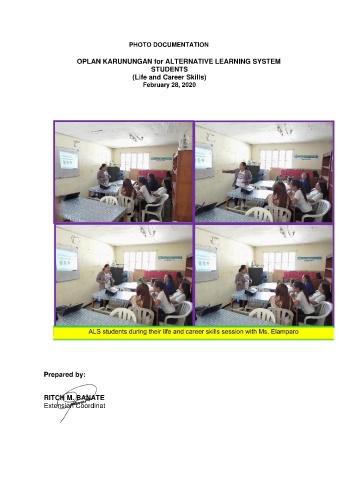 PHOTO DOCUMENTATION
OPLAN KARUNUNGAN for ALTERNATIVE LEARNING SYSTEM
STUDENTS
(Life and Career Skills)
February 28, 2020
ALS students during their life and career skills session with Ms. Elamparo
Prepared by:
RITCH M. BANATE
Extension Coordinat